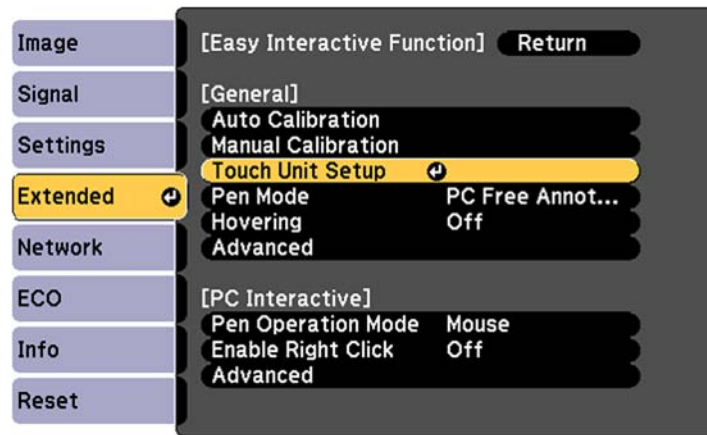 Image
Signal
Settings
Extended
Network
ECO
Info
Reset
[Easy Interactive Function] Return
[General]
Auto Calibration
Manual Calibration
Touch Unit Setup
Pen Mode PC Free Annot...
Hovering Off
Advanced
[PC Interactive]
Pen Operation Mode Mouse
Enable Right Click Off
Advanced